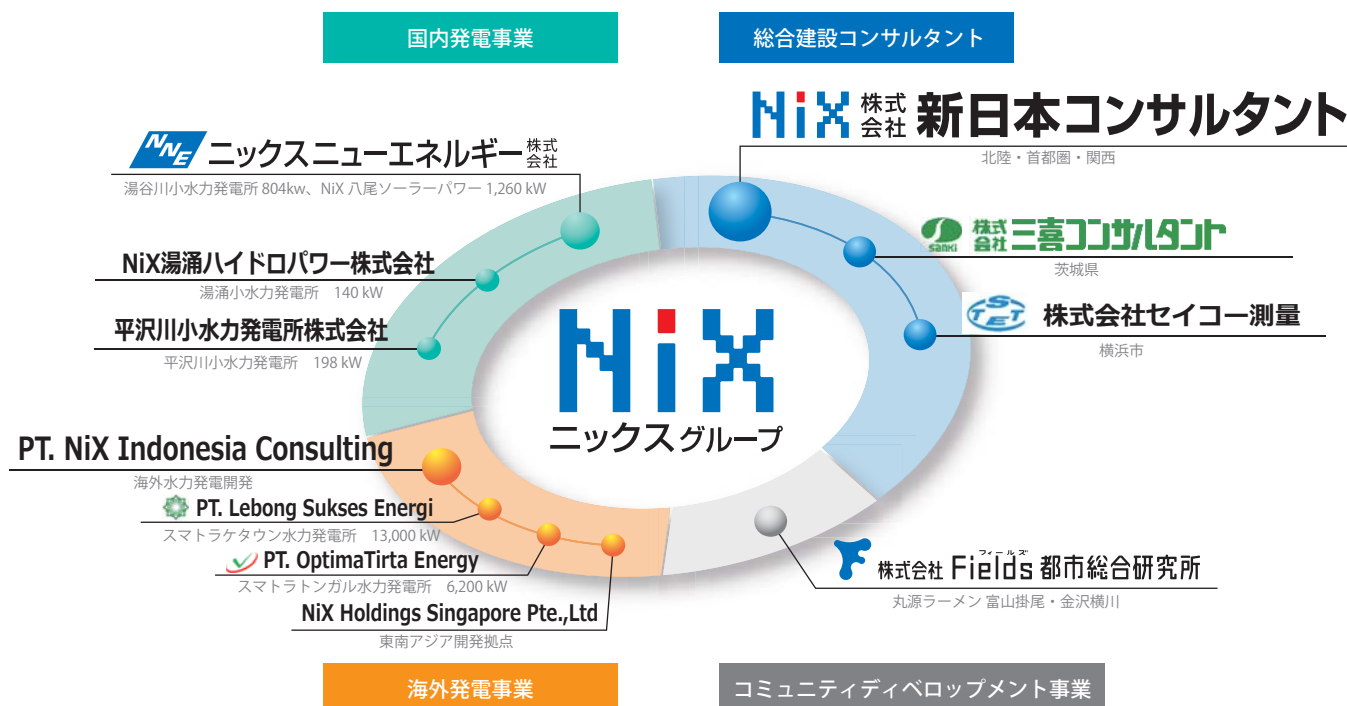 国内発電事業
総合建設コンサルタント
NiX 株式会社 新日本コンサルタント
北陸・首都圏・関西
NNE ニックスニューエネルギー 株式会社
湯谷川小水力発電所 804kw、NiX 八尾ソーラーパワー 1,260 kW
sanki 株式会社 三喜コンサルタント
茨城県
NiX湯涌ハイドロパワー株式会社
湯涌小水力発電所 140 kW
STET 株式会社セイコー測量
横浜市
平沢川小水力発電所株式会社
平沢川小水力発電所 198 kW
NiX
ニックスグループ
PT. NiX Indonesia Consulting
海外水力発電開発
PT. Lebong Sukses Energi
スマトラケタウン水力発電所 13,000 kW
PT. OptimaTirta Energy
スマトラトンガル水力発電所 6,200 kW
NiX Holdings Singapore Pte.,Ltd
東南アジア開発拠点
フィールズ
株式会社 Fields 都市総合研究所
丸源ラーメン 富山掛尾・金沢横川
海外発電事業
コミュニティディベロップメント事業